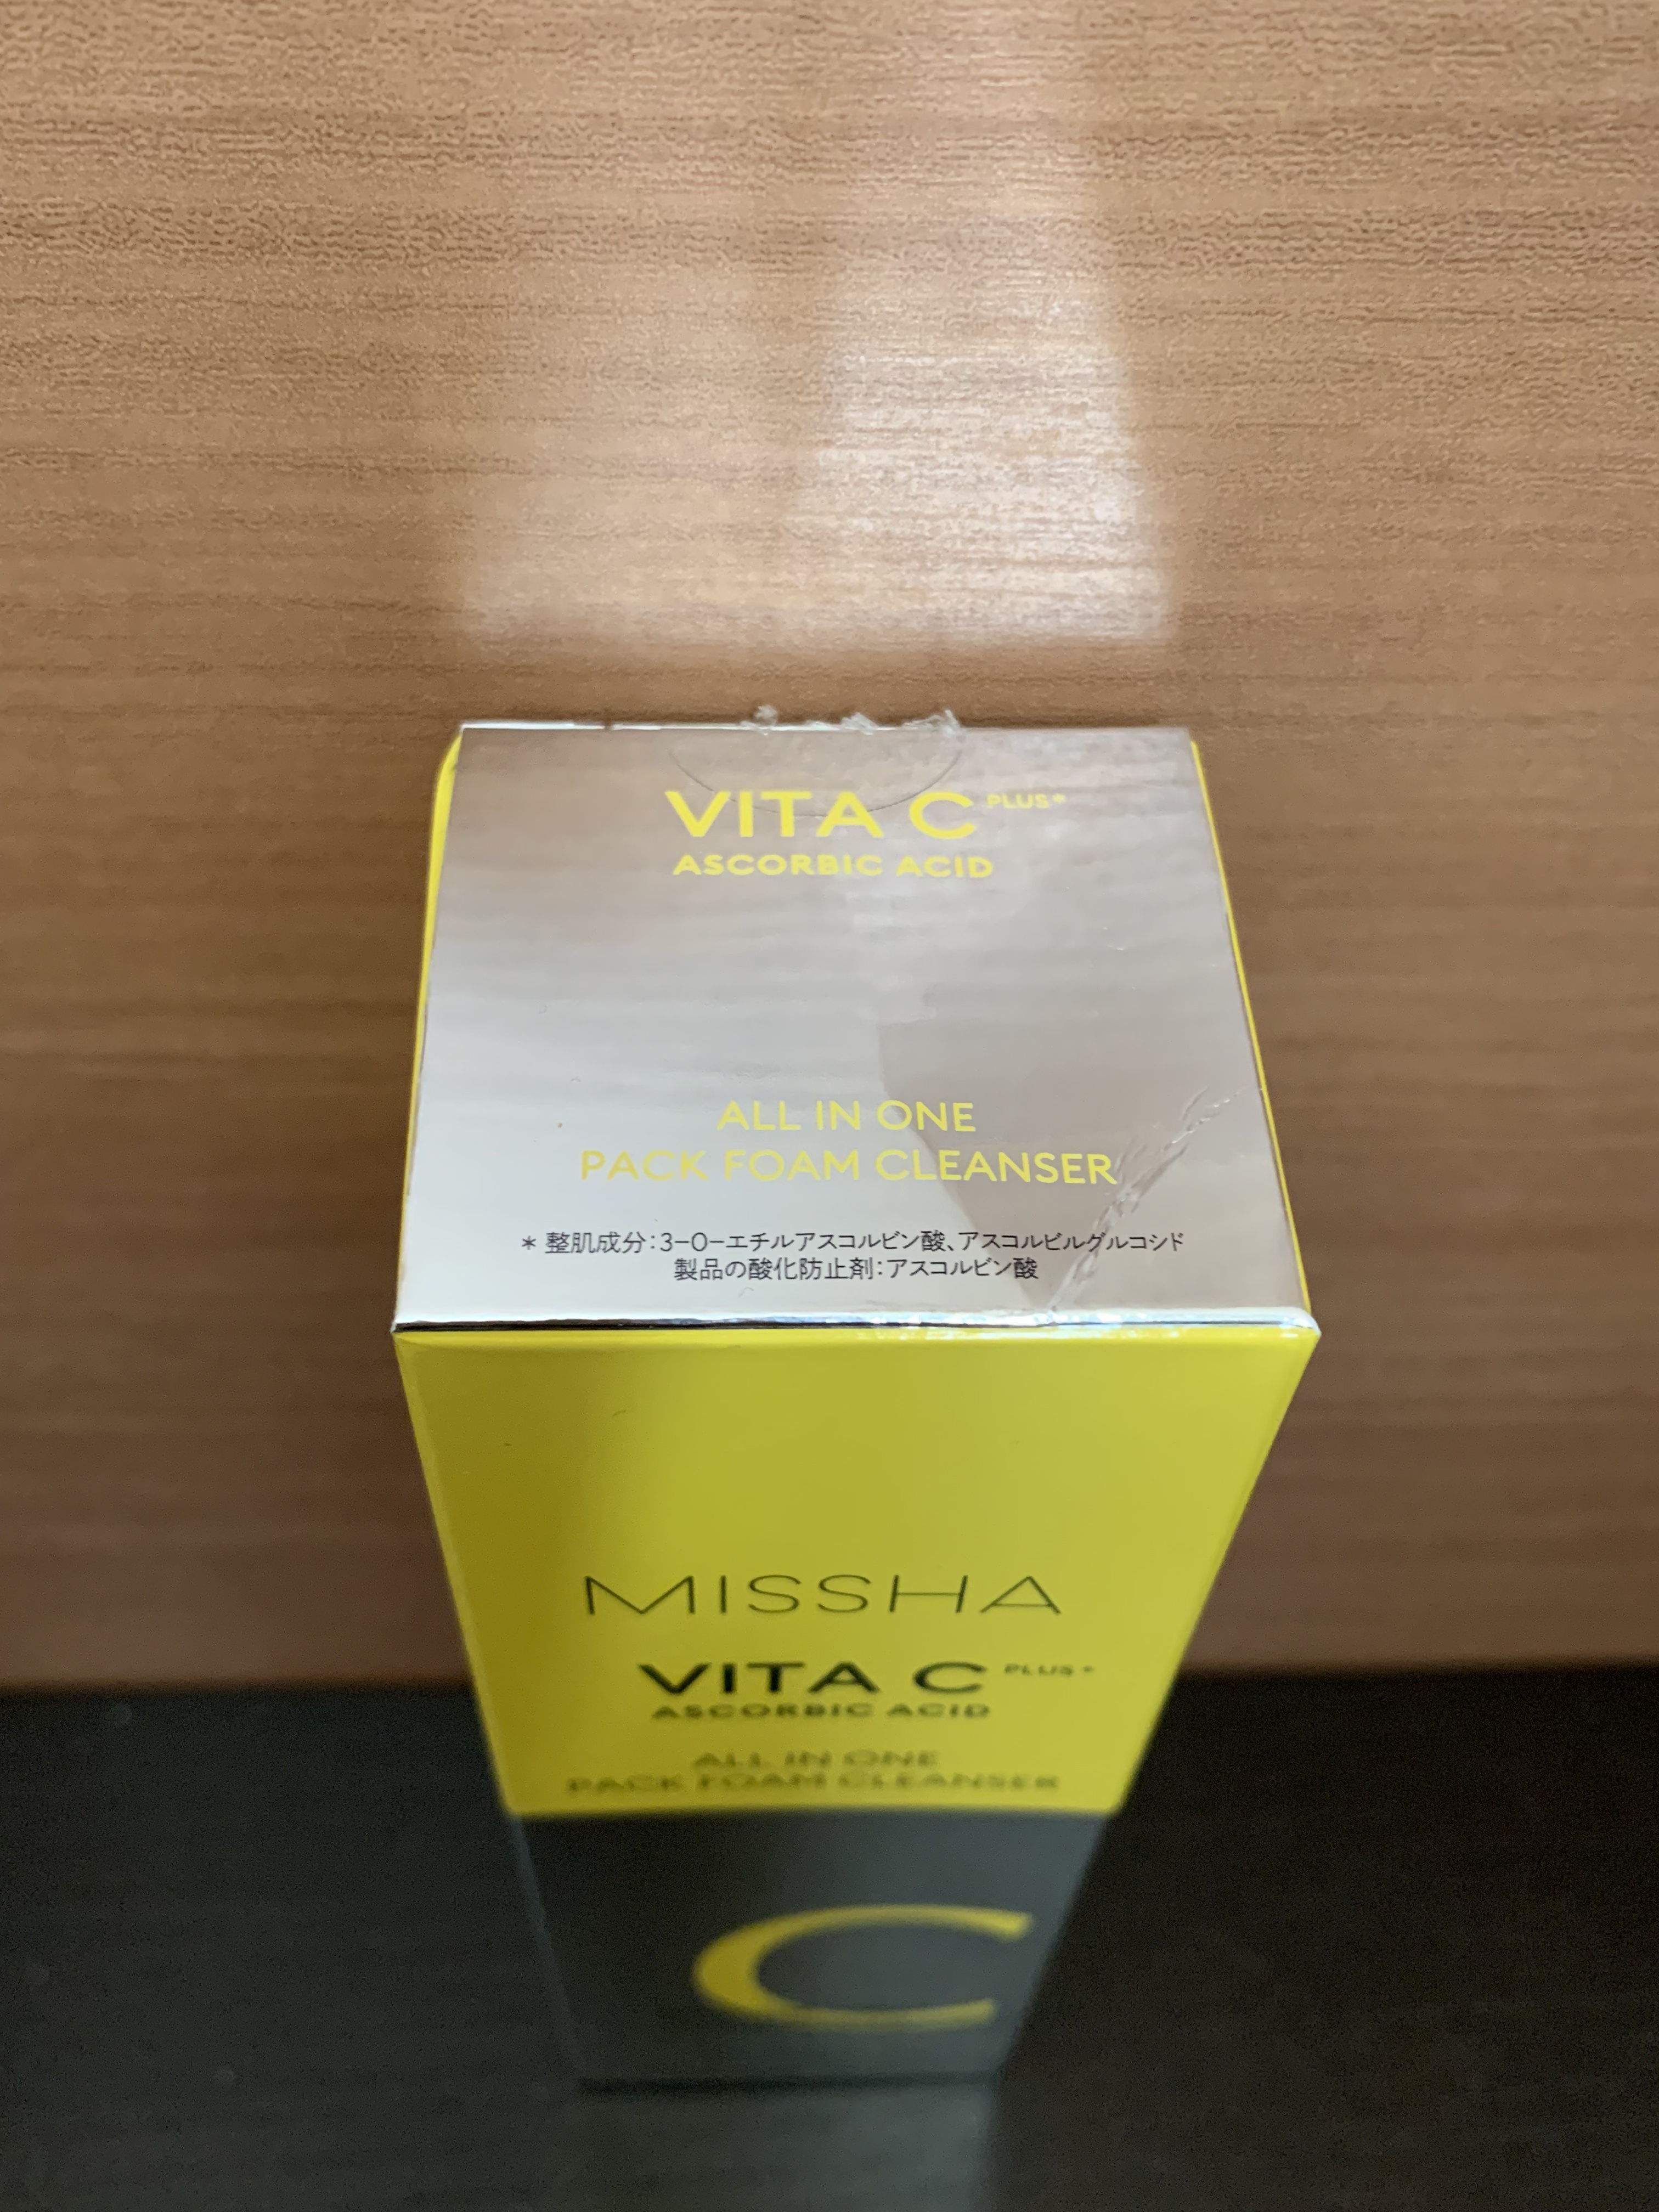 VITA C PLUS*
ASCORBIC ACID
ALL IN ONE
PACK FOAM CLEANSER
* 整肌成分:3-O-エチルアスコルビン酸、アスコルビルグルコシド
製品の酸化防止剤:アスコルビン酸
MISSHA
VITA C PLUS*
ASCORBIC ACID
ALL IN ONE
PACK FOAM CLEANSER
C